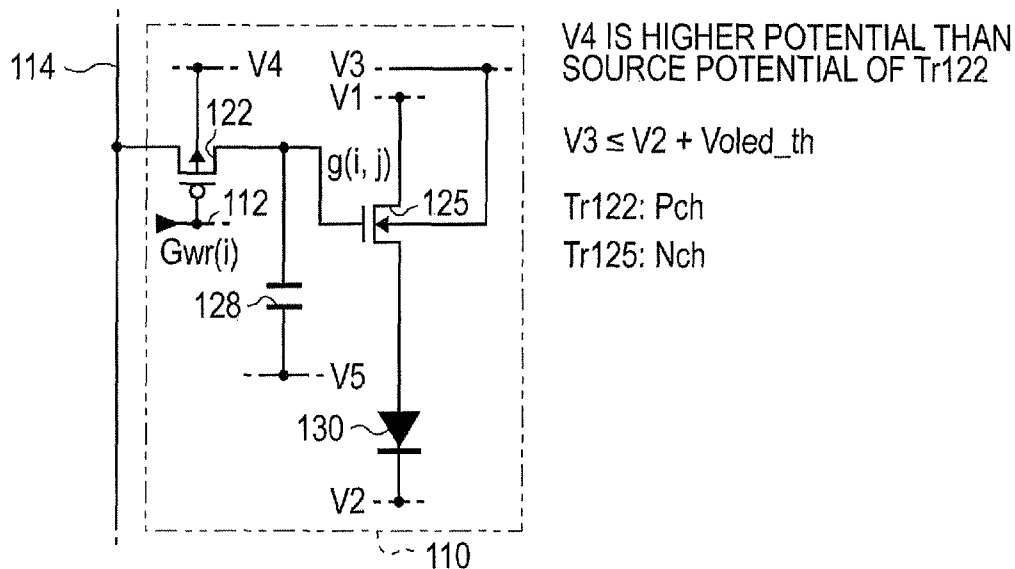 114
V4
V3
V1
122
g(i, j)
125
112
Gwr(i)
128
V5
130
V2
110
V4 IS HIGHER POTENTIAL THAN
SOURCE POTENTIAL OF Tr122
V3 ≤ V2 + Voled_th
Tr122: Pch
Tr125: Nch